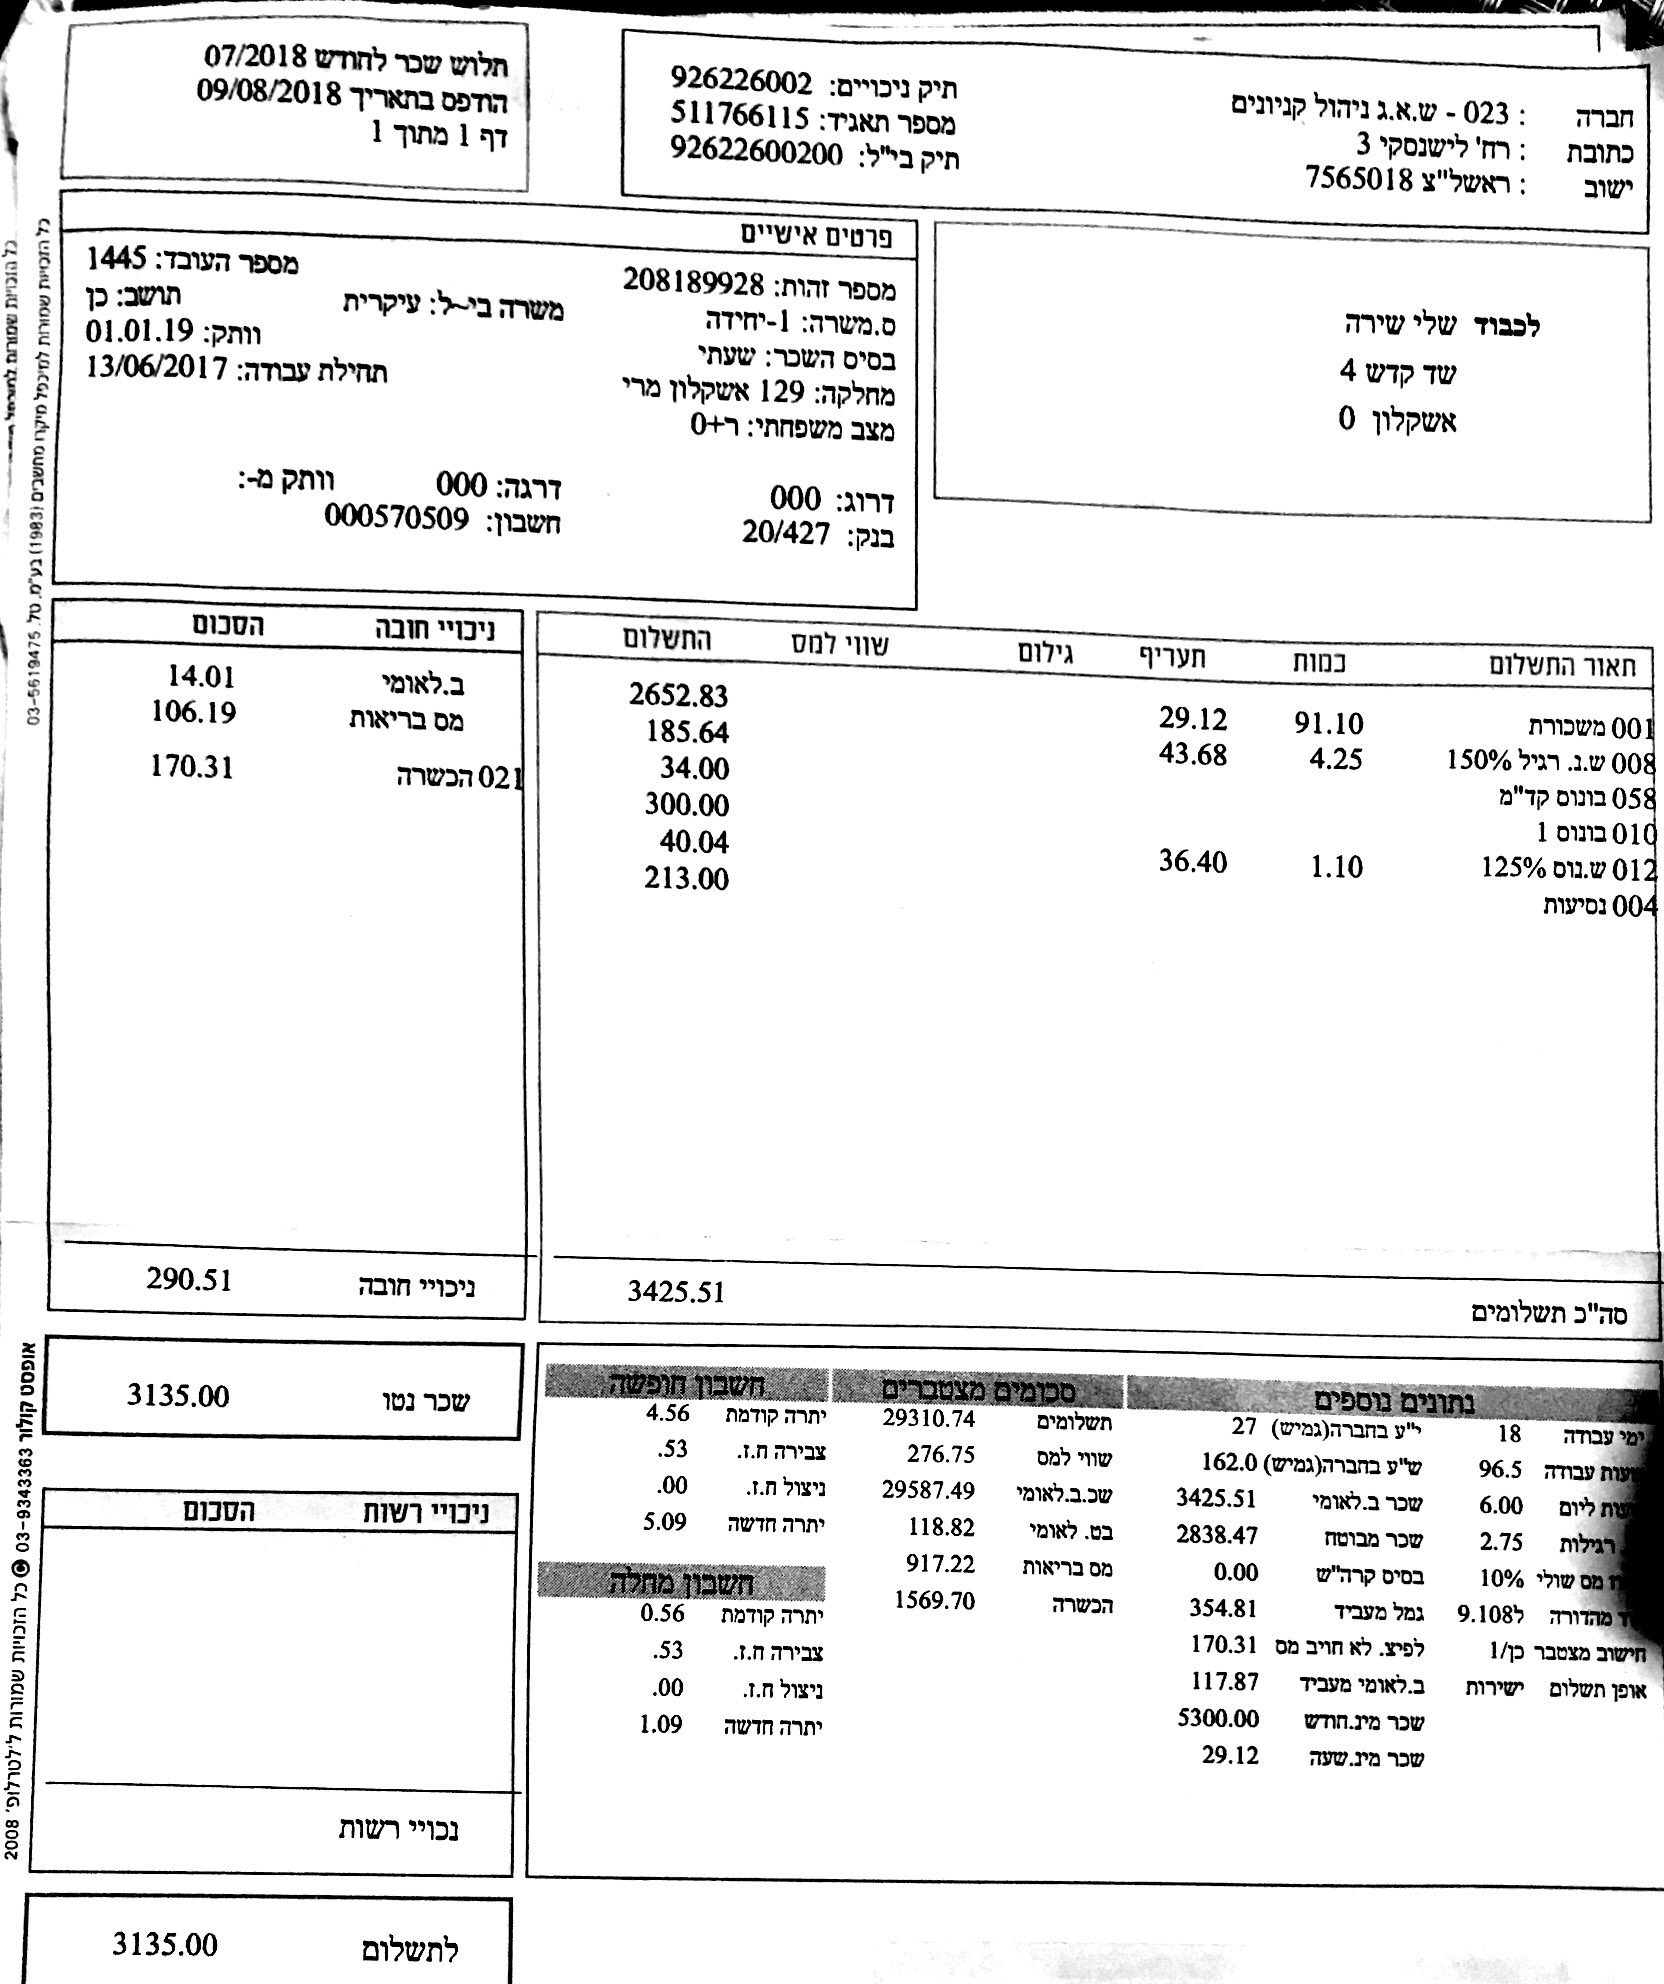 חברה : 023 - ש.א.ג ניהול קניונים
כתובת : רח' לישנסקי 3
ישוב : ראשל"צ 7565018
תיק ניכויים: 926226002
מספר תאגיד: 511766115
תיק בי"ל: 92622600200
תלוש שכר לחודש 07/2018
הודפס בתאריך 09/08/2018
דף 1 מתוך 1
לכבוד שלי שירה
שד קדש 4
אשקלון 0
פרטים אישיים
מספר זהות: 208189928 מספר העובד: 1445
ס.משרה: 1-יחידה משרה בי~ל: עיקרית תושב: כן
בסיס השכר: שעתי וותק: 01.01.19
מחלקה: 129 אשקלון מרי תחילת עבודה: 13/06/2017
מצב משפחתי: ר+0
דרוג: 000 דרגה: 000 וותק מ-:
בנק: 20/427 חשבון: 000570509
תאור התשלום כמות תעריף גילום שווי למס התשלום
001 משכורת 91.10 29.12 2652.83
008 ש.נ. רגיל 150% 4.25 43.68 185.64
058 בונוס קד"מ 34.00
010 בונוס 1 300.00
012 ש.נוס 125% 1.10 36.40 40.04
004 נסיעות 213.00
סה"כ תשלומים 3425.51
ניכויי חובה הסכום
ב.לאומי 14.01
מס בריאות 106.19
021 הכשרה 170.31
ניכויי חובה 290.51
שכר נטו 3135.00
ניכויי רשות הסכום
נכויי רשות
לתשלום 3135.00
נתונים נוספים
ימי עבודה 18 י"ע בחברה(גמיש) 27
עבודה 96.5 ש"ע בחברה(גמיש) 162.0
ליום 6.00 שכר ב.לאומי 3425.51
רגילות 2.75 שכר מבוטח 2838.47
מס שולי 10% בסיס קרה"ש 0.00
מהדורה ל9.108 גמל מעביד 354.81
חישוב מצטבר כן/1 לפיצ. לא חויב מס 170.31
אופן תשלום ישירות ב.לאומי מעביד 117.87
שכר מינ.חודש 5300.00
שכר מינ.שעה 29.12
סכומים מצטברים
תשלומים 29310.74
שווי למס 276.75
שכ.ב.לאומי 29587.49
בט. לאומי 118.82
מס בריאות 917.22
הכשרה 1569.70
חשבון חופשה
יתרה קודמת 4.56
צבירה ח.ז. .53
ניצול ח.ז. .00
יתרה חדשה 5.09
חשבון מחלה
יתרה קודמת 0.56
צבירה ח.ז. .53
ניצול ח.ז. .00
יתרה חדשה 1.09
כל הזכויות שמורות בע"מ, טל. 03-5619475
אופסט קולור 03-9343363 כל הזכויות שמורות 2008